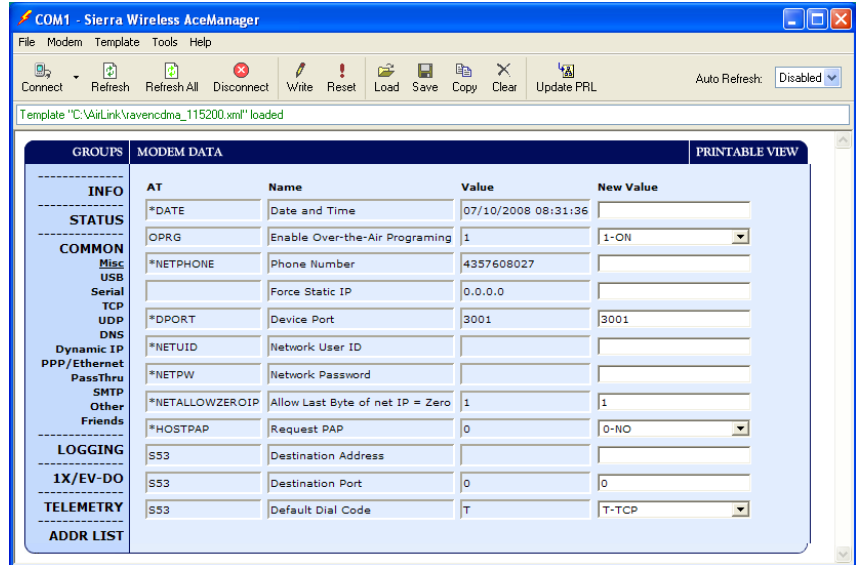 COM1 - Sierra Wireless AceManager
File Modem Template Tools Help
Connect Refresh Refresh All Disconnect Write Reset Load Save Copy Clear Update PRL Auto Refresh: Disabled
Template "C:\AirLink\ravencdma_115200.xml" loaded
GROUPS MODEM DATA PRINTABLE VIEW
INFO
STATUS
COMMON
Misc
USB
Serial
TCP
UDP
DNS
Dynamic IP
PPP/Ethernet
PassThru
SMTP
Other
Friends
LOGGING
1X/EV-DO
TELEMETRY
ADDR LIST
AT Name Value New Value
*DATE Date and Time 07/10/2008 08:31:36
OPRG Enable Over-the-Air Programing 1 1-ON
*NETPHONE Phone Number 4357608027
Force Static IP 0.0.0.0
*DPORT Device Port 3001 3001
*NETUID Network User ID
*NETPW Network Password
*NETALLOWZEROIP Allow Last Byte of net IP = Zero 1 1
*HOSTPAP Request PAP 0 0-NO
S53 Destination Address
S53 Destination Port 0 0
S53 Default Dial Code T T-TCP